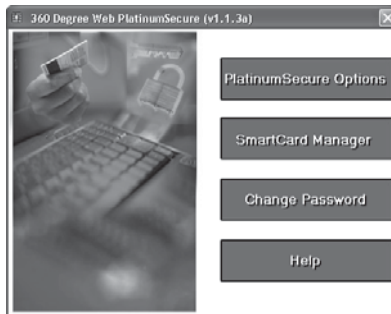 360 Degree Web PlatinumSecure (v1.1.3a)
PlatinumSecure Options
SmartCard Manager
Change Password
Help